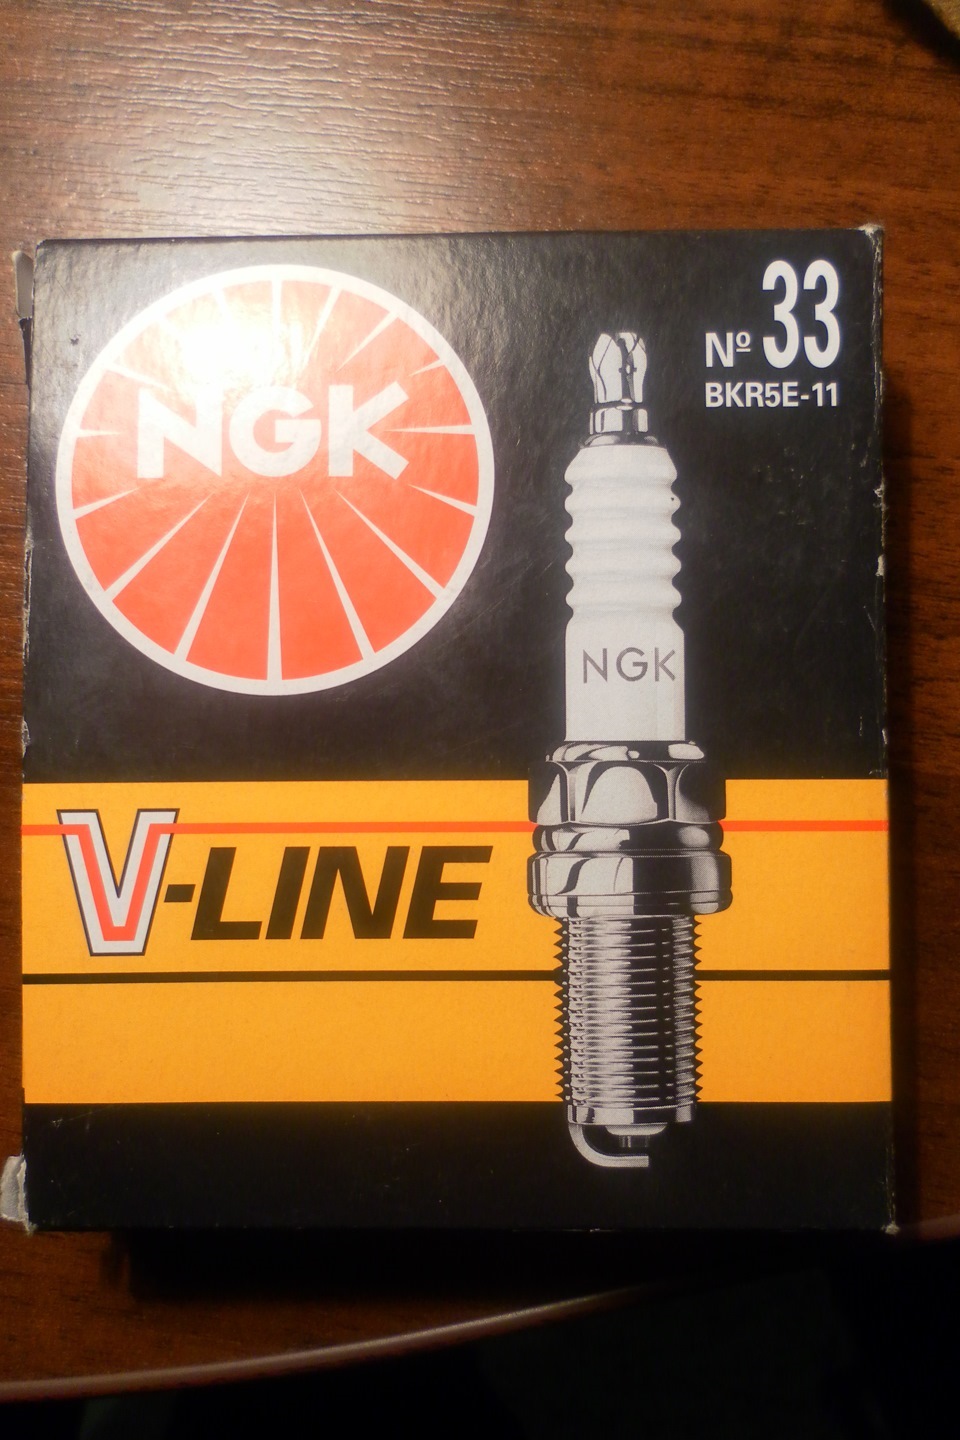 NGK
Nº 33
BKR5E-11
NGK
V-LINE